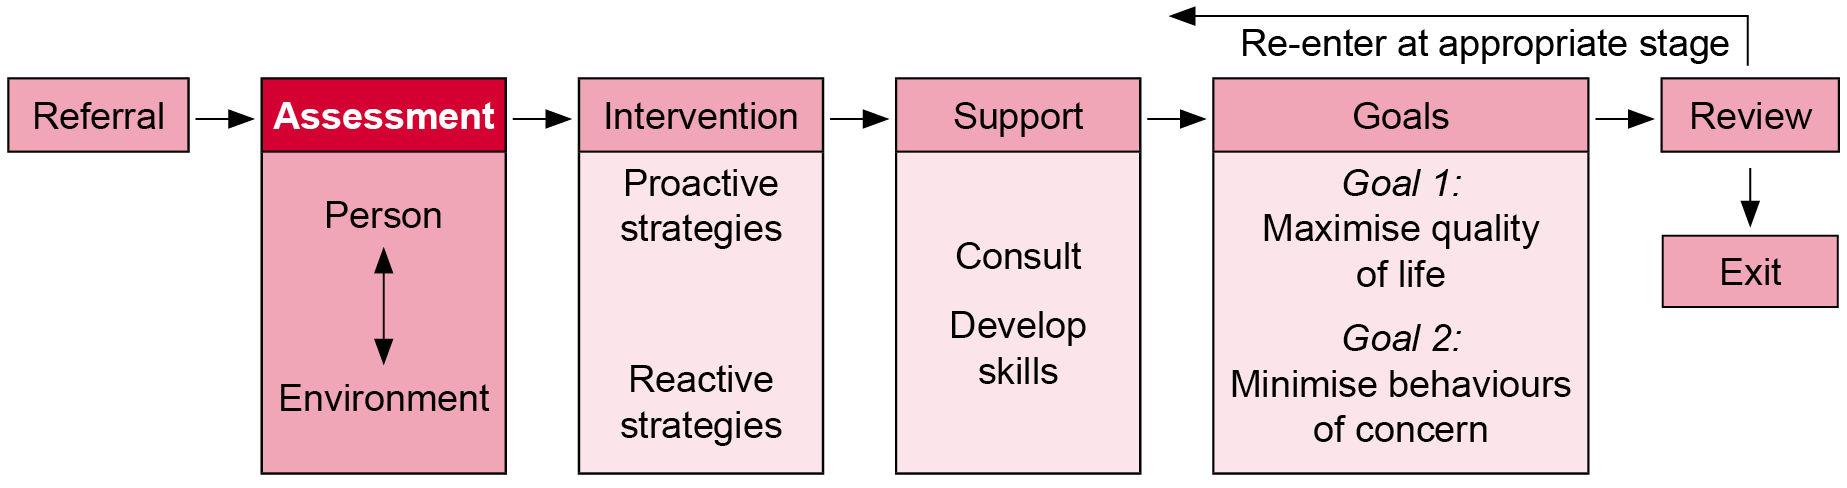 Re-enter at appropriate stage
Referral
Assessment
Person
Environment
Intervention
Proactive
strategies
Reactive
strategies
Support
Consult
Develop
skills
Goals
Goal 1:
Maximise quality
of life
Goal 2:
Minimise behaviours
of concern
Review
Exit